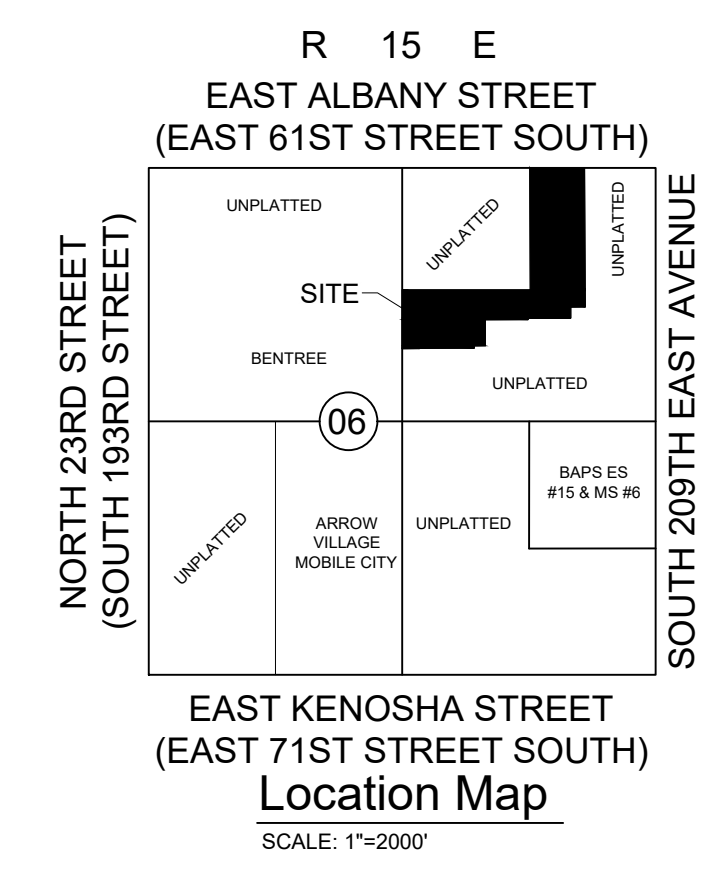 R 15 E
EAST ALBANY STREET
(EAST 61ST STREET SOUTH)
NORTH 23RD STREET
(SOUTH 193RD STREET)
UNPLATTED
UNPLATTED
UNPLATTED
SOUTH 209TH EAST AVENUE
SITE
BENTREE
UNPLATTED
06
UNPLATTED
ARROW
VILLAGE
MOBILE CITY
UNPLATTED
BAPS ES
#15 & MS #6
EAST KENOSHA STREET
(EAST 71ST STREET SOUTH)
Location Map
SCALE: 1"=2000'